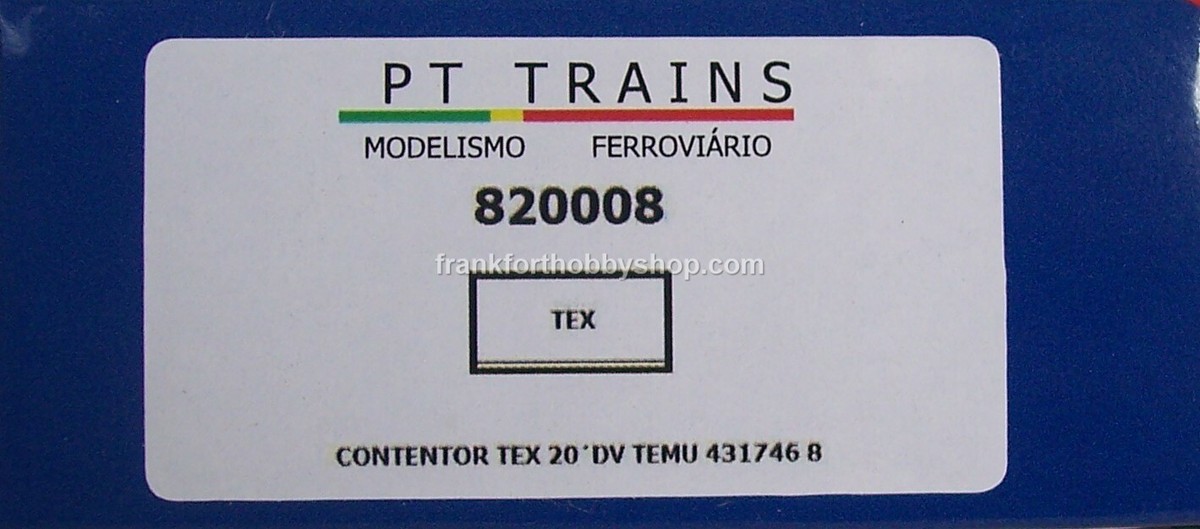 PT TRAINS
MODELISMO FERROVIÁRIO
820008
frankforthobbyshop.com
TEX
CONTENTOR TEX 20´DV TEMU 431746 8